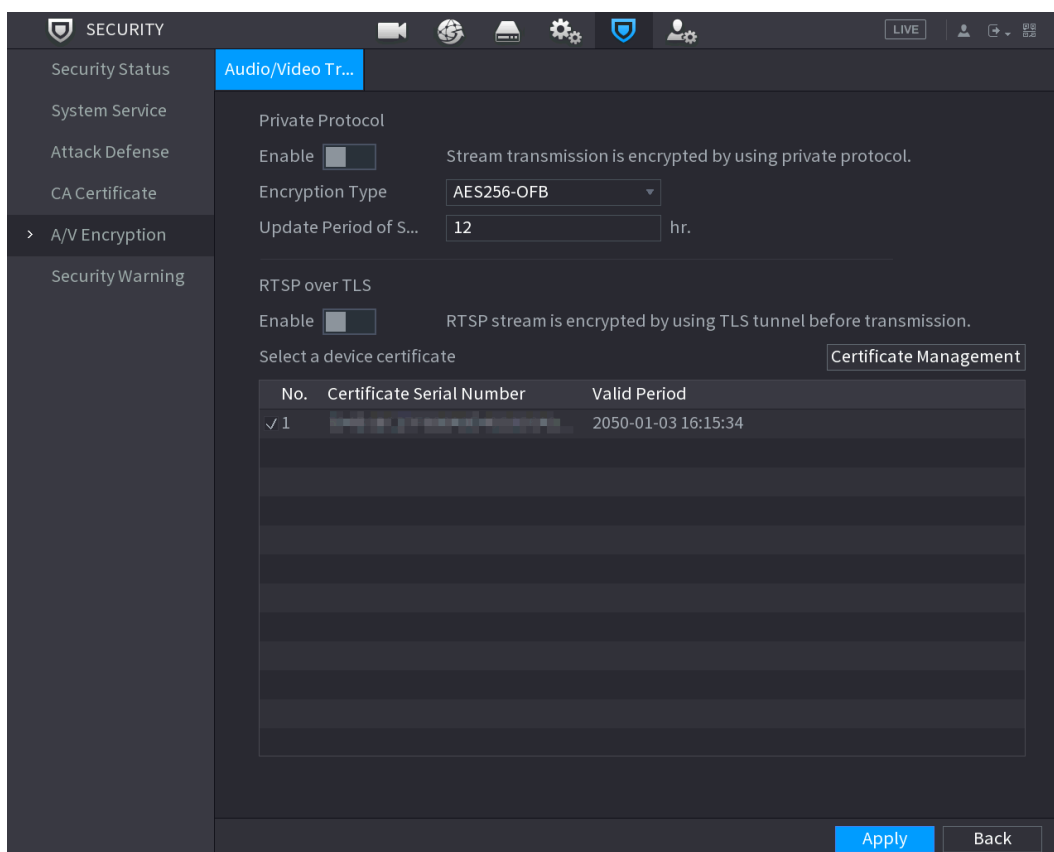 SECURITY
LIVE
Security Status
System Service
Attack Defense
CA Certificate
A/V Encryption
Security Warning
Audio/Video Tr...
Private Protocol
Enable Stream transmission is encrypted by using private protocol.
Encryption Type AES256-OFB
Update Period of S... 12 hr.
RTSP over TLS
Enable RTSP stream is encrypted by using TLS tunnel before transmission.
Select a device certificate Certificate Management
No. Certificate Serial Number Valid Period
1 2050-01-03 16:15:34
Apply Back